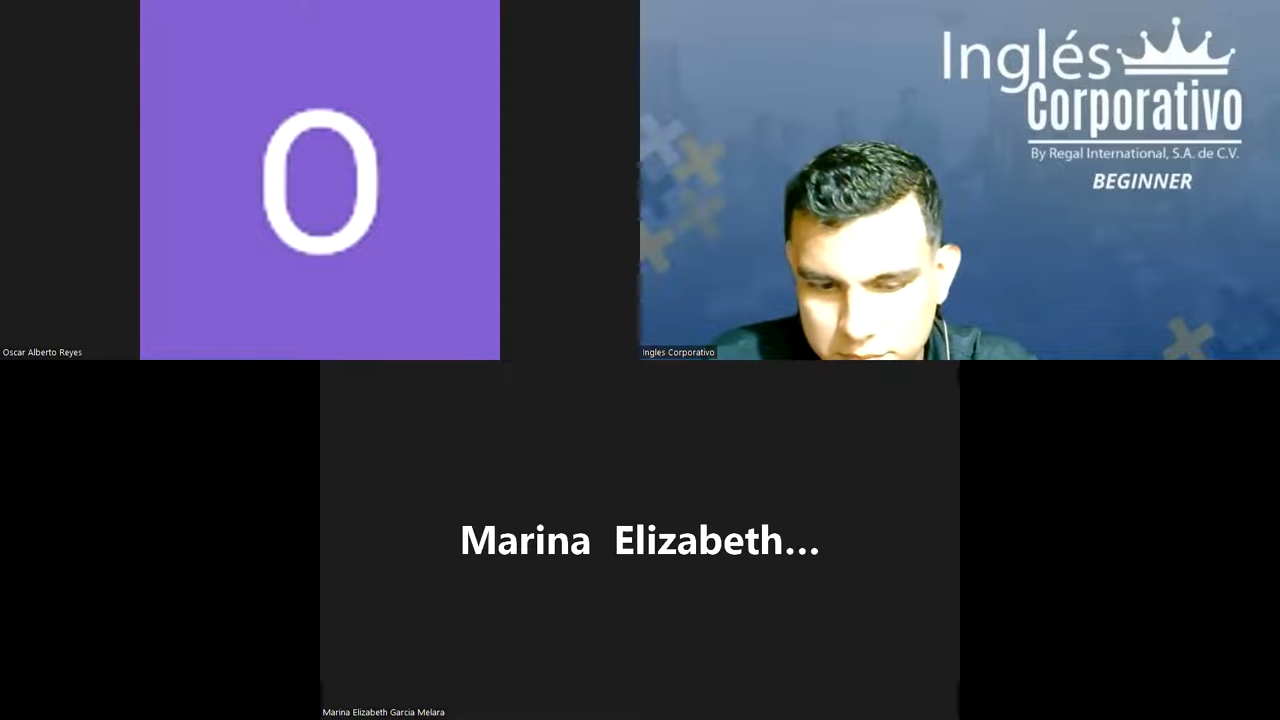 O
Oscar Alberto Reyes
Inglés
Corporativo
By Regal International, S.A. de C.V.
BEGINNER
Ingles Corporativo
Marina Elizabeth...
Marina Elizabeth Garcia Melara